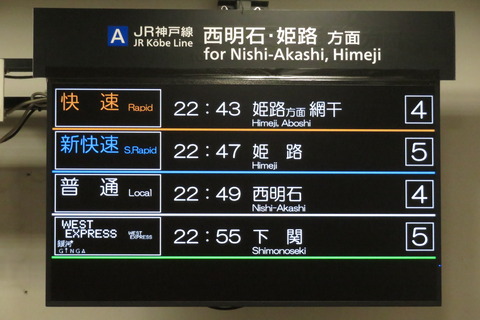 A JR神戸線 西明石・姫路 方面
JR Kōbe Line for Nishi-Akashi, Himeji
快速 Rapid 22:43 姫路方面 網干 4
Himeji, Aboshi
新快速 S.Rapid 22:47 姫路 5
Himeji
普通 Local 22:49 西明石 4
Nishi-Akashi
WEST EXPRESS WEST EXPRESS 銀河 GINGA 22:55 下関 5
Shimonoseki